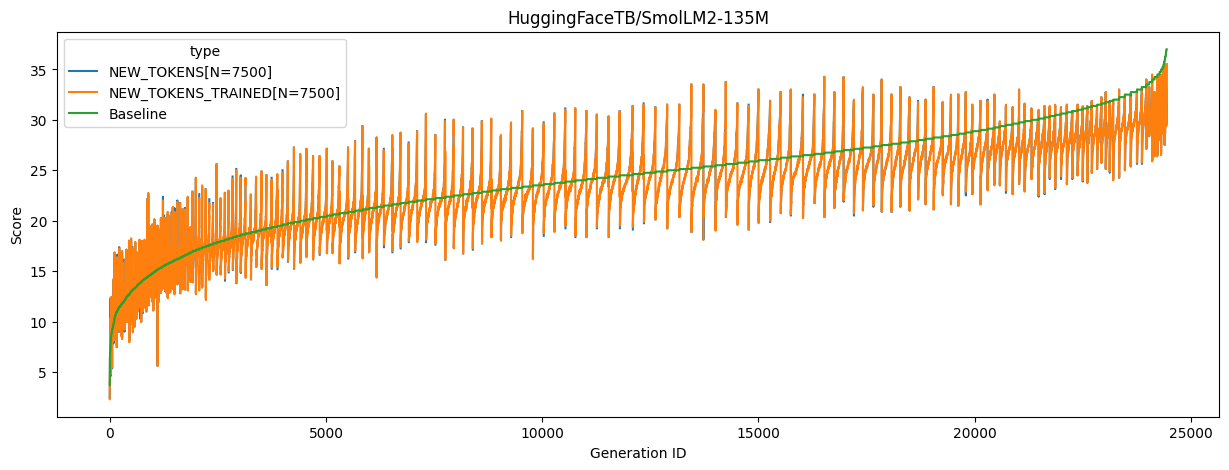 HuggingFaceTB/SmolLM2-135M
type
NEW_TOKENS[N=7500]
NEW_TOKENS_TRAINED[N=7500]
Baseline
Score
35
30
25
20
15
10
5
0
5000
10000
15000
20000
25000
Generation ID